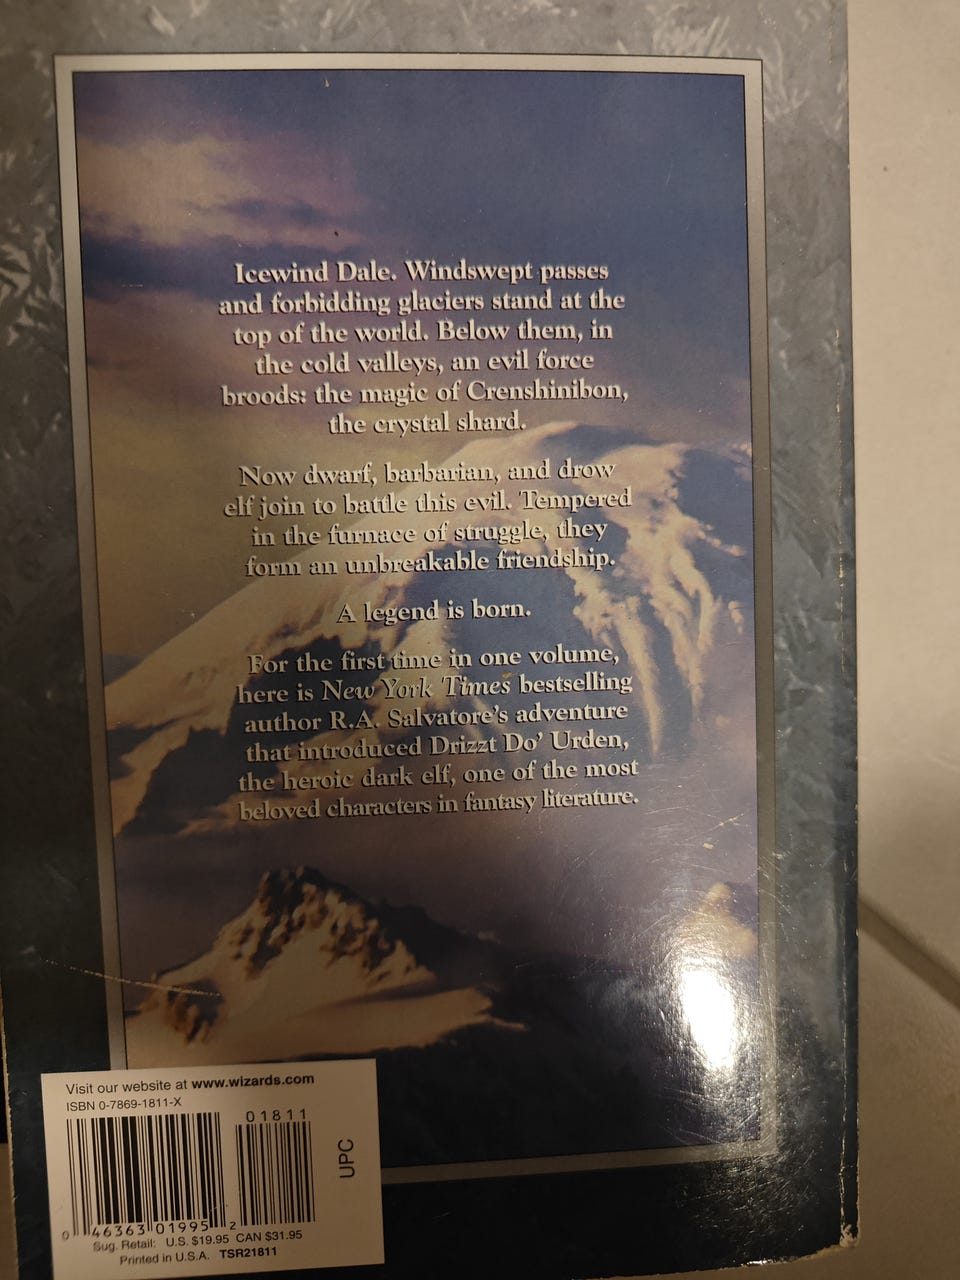 Icewind Dale. Windswept passes
and forbidding glaciers stand at the
top of the world. Below them, in
the cold valleys, an evil force
broods: the magic of Crenshinibon,
the crystal shard.
Now dwarf, barbarian, and drow
elf join to battle this evil. Tempered
in the furnace of struggle, they
form an unbreakable friendship.
A legend is born.
For the first time in one volume,
here is New York Times bestselling
author R.A. Salvatore's adventure
that introduced Drizzt Do' Urden,
the heroic dark elf, one of the most
beloved characters in fantasy literature.
Visit our website at www.wizards.com
ISBN 0-7869-1811-X
01811
UPC
0 46363 01995 2
Sug. Retail: U.S. $19.95 CAN $31.95
Printed in U.S.A. TSR21811